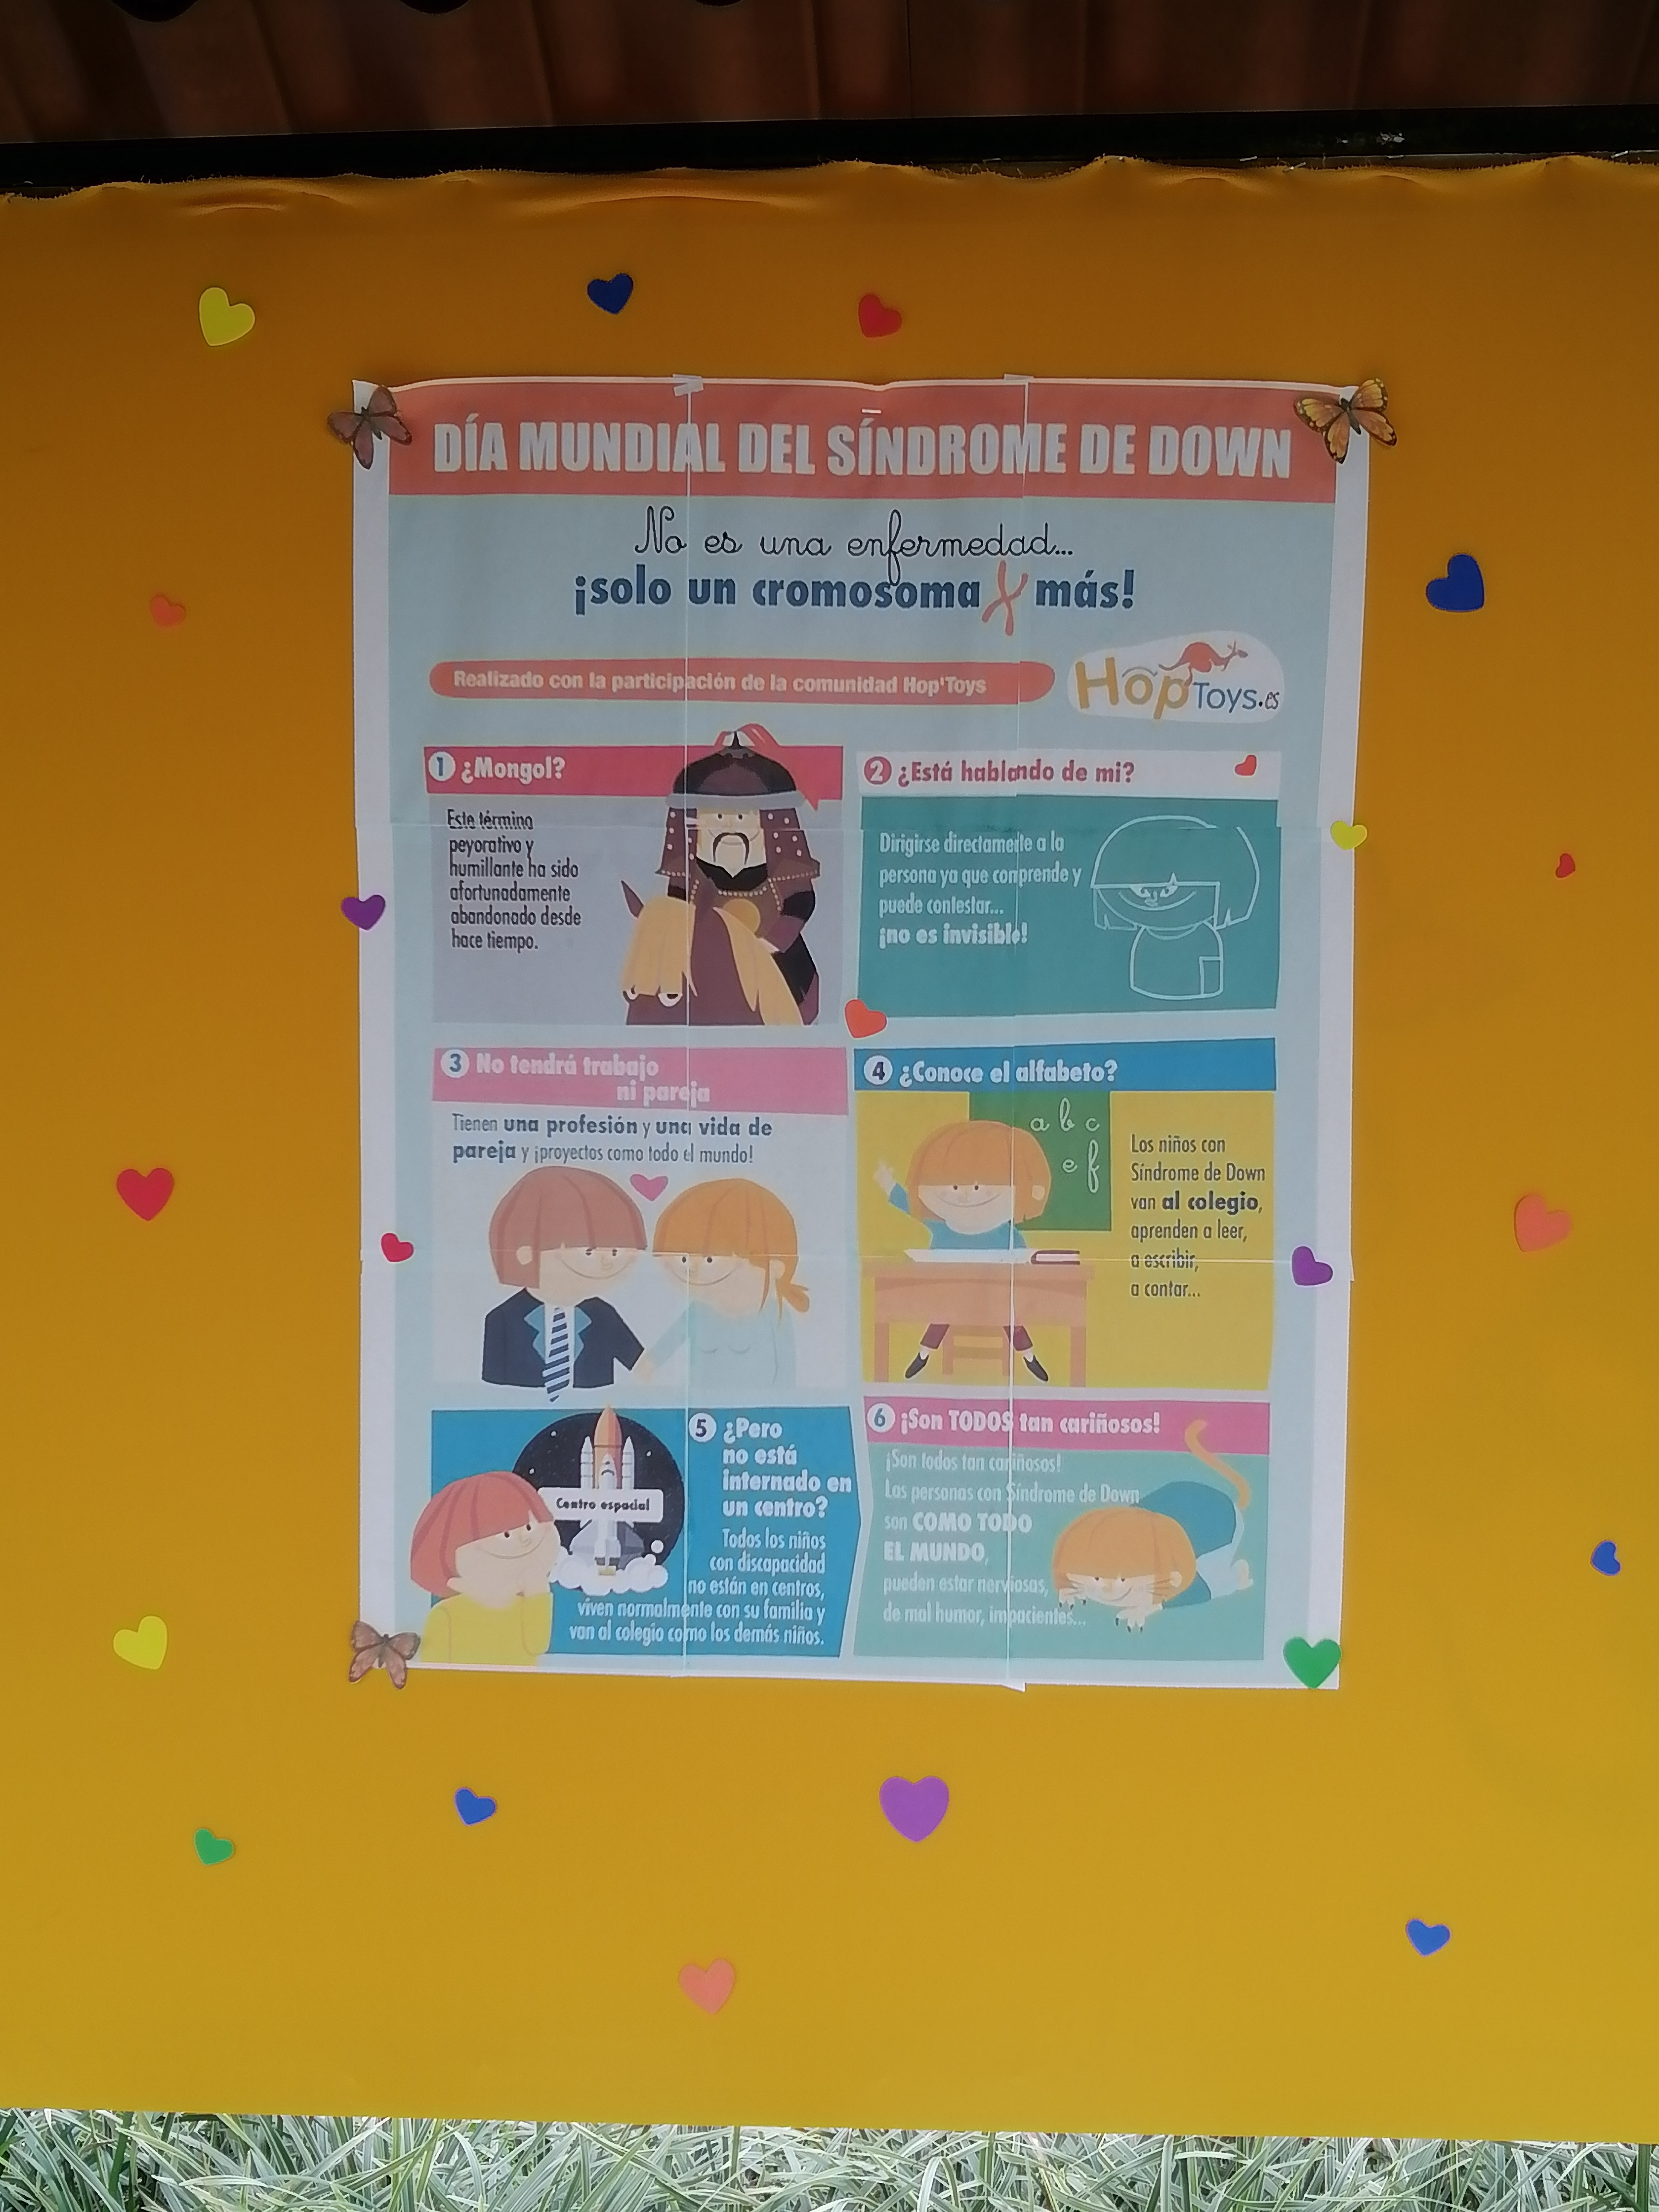 DÍA MUNDIAL DEL SÍNDROME DE DOWN
No es una enfermedad...
¡solo un cromosoma más!
Realizado con la participación de la comunidad Hop'Toys
HopToys.es
1 ¿Mongol?
Este término
peyorativo y
humillante ha sido
afortunadamente
abandonado desde
hace tiempo.
2 ¿Está hablando de mi?
Dirigirse directamente a la
persona ya que comprende y
puede contestar...
¡no es invisible!
3 No tendrá trabajo
ni pareja
Tienen una profesión y una vida de
pareja y ¡proyectos como todo el mundo!
4 ¿Conoce el alfabeto?
a b c
e f
Los niños con
Síndrome de Down
van al colegio,
aprenden a leer,
a escribir,
a contar...
5 ¿Pero
no está
internado en
un centro?
Centro espacial
Todos los niños
con discapacidad
no están en centros,
viven normalmente con su familia y
van al colegio como los demás niños.
6 ¡Son TODOS tan cariñosos!
¡Son todos tan cariñosos!
Las personas con Síndrome de Down
son COMO TODO
EL MUNDO,
pueden estar nerviosas,
de mal humor, impacientes...